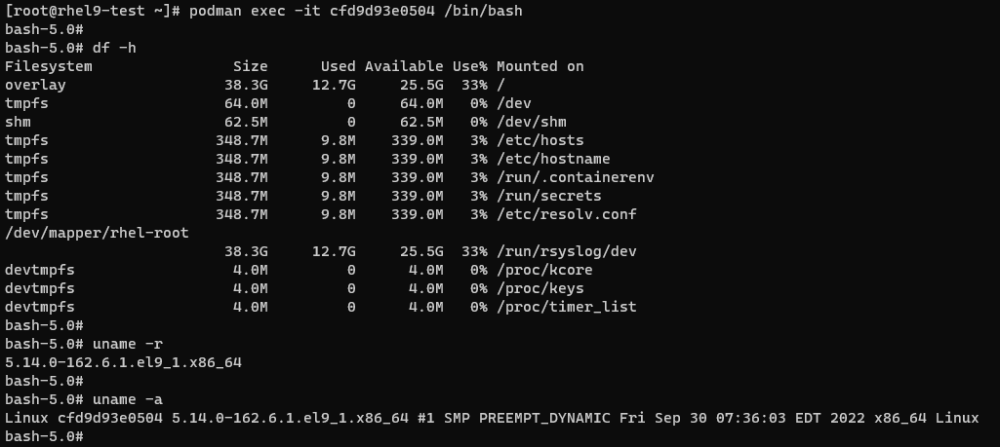 [root@rhel9-test ~]# podman exec -it cfd9d93e0504 /bin/bash
bash-5.0#
bash-5.0# df -h
Filesystem                Size      Used Available Use% Mounted on
overlay                  38.3G     12.7G     25.5G  33% /
tmpfs                    64.0M         0     64.0M   0% /dev
shm                      62.5M         0     62.5M   0% /dev/shm
tmpfs                   348.7M      9.8M    339.0M   3% /etc/hosts
tmpfs                   348.7M      9.8M    339.0M   3% /etc/hostname
tmpfs                   348.7M      9.8M    339.0M   3% /run/.containerenv
tmpfs                   348.7M      9.8M    339.0M   3% /run/secrets
tmpfs                   348.7M      9.8M    339.0M   3% /etc/resolv.conf
/dev/mapper/rhel-root
                         38.3G     12.7G     25.5G  33% /run/rsyslog/dev
devtmpfs                  4.0M         0      4.0M   0% /proc/kcore
devtmpfs                  4.0M         0      4.0M   0% /proc/keys
devtmpfs                  4.0M         0      4.0M   0% /proc/timer_list
bash-5.0#
bash-5.0# uname -r
5.14.0-162.6.1.el9_1.x86_64
bash-5.0#
bash-5.0# uname -a
Linux cfd9d93e0504 5.14.0-162.6.1.el9_1.x86_64 #1 SMP PREEMPT_DYNAMIC Fri Sep 30 07:36:03 EDT 2022 x86_64 Linux
bash-5.0#